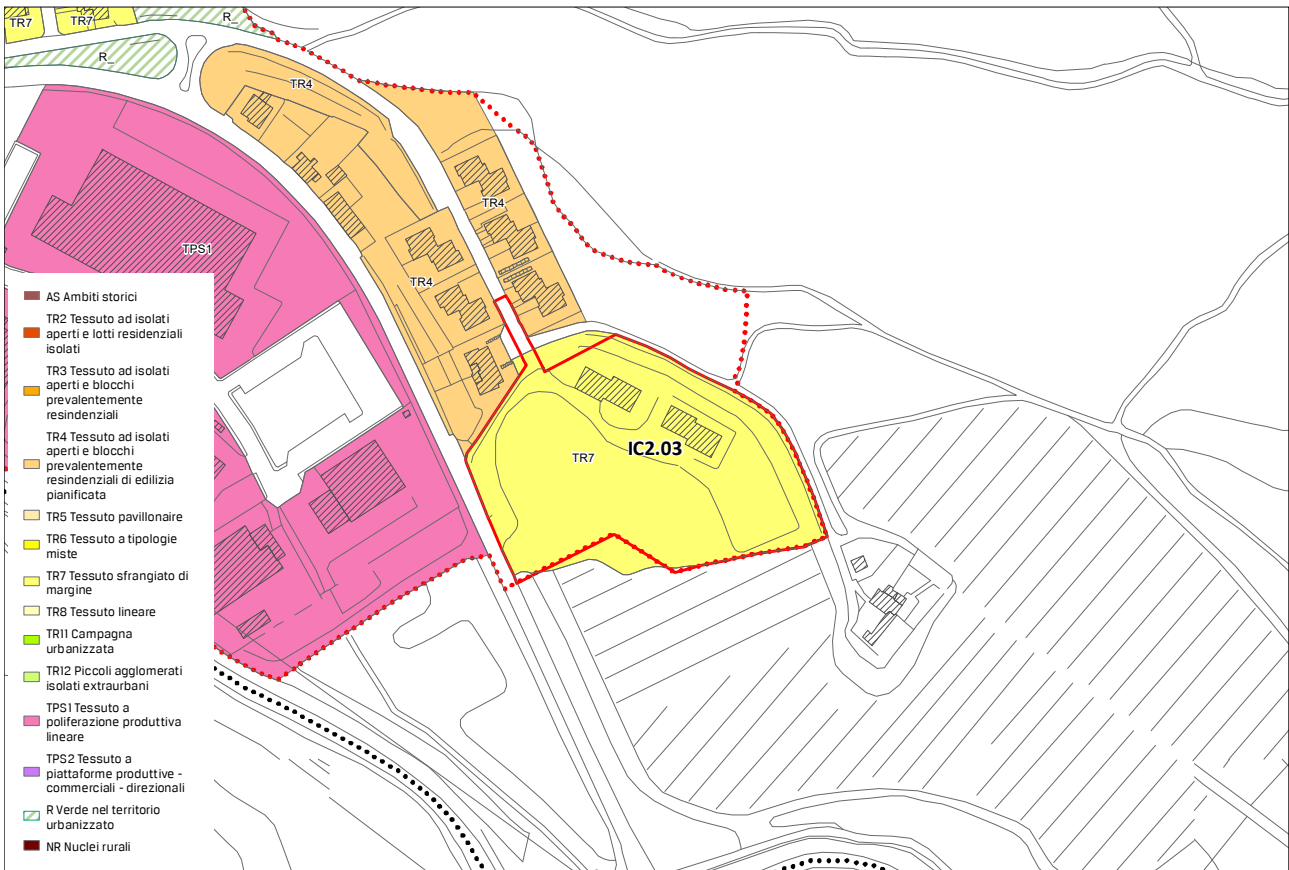 TR7
TR7
R_
R_
TR4
TR4
TPS1
TR4
IC2.03
TR7
AS Ambiti storici
TR2 Tessuto ad isolati
aperti e lotti residenziali
isolati
TR3 Tessuto ad isolati
aperti e blocchi
prevalentemente
resindenziali
TR4 Tessuto ad isolati
aperti e blocchi
prevalentemente
resindenziali di edilizia
pianificata
TR5 Tessuto pavillonaire
TR6 Tessuto a tipologie
miste
TR7 Tessuto sfrangiato di
margine
TR8 Tessuto lineare
TR11 Campagna
urbanizzata
TR12 Piccoli agglomerati
isolati extraurbani
TPS1 Tessuto a
poliferazione produttiva
lineare
TPS2 Tessuto a
piattaforme produttive -
commerciali - direzionali
R Verde nel territorio
urbanizzato
NR Nuclei rurali